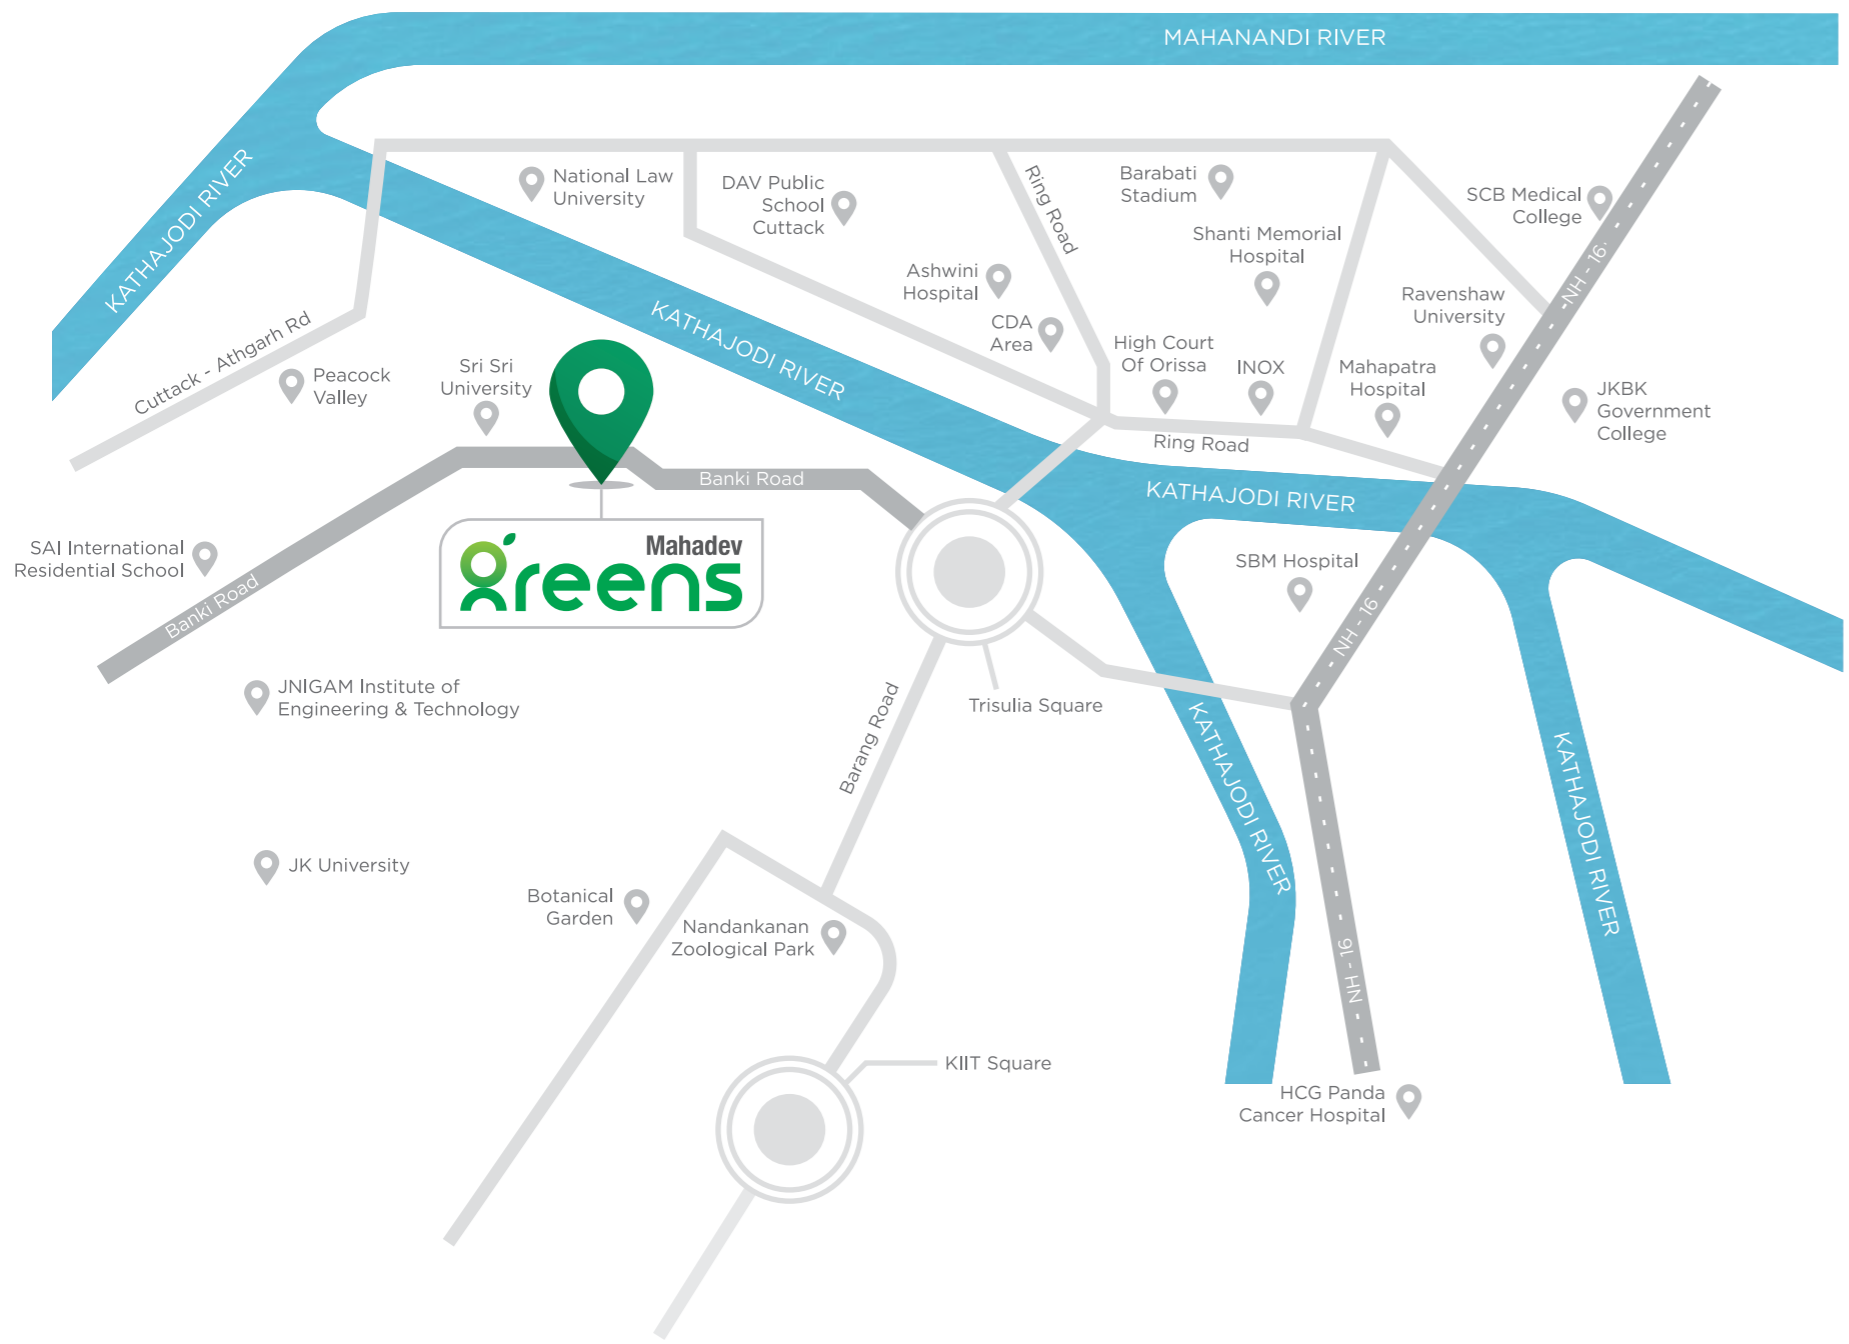 MAHANANDI RIVER
KATHAJODI RIVER
National Law
University
DAV Public
School
Cuttack
Ring Road
Barabati
Stadium
SCB Medical
College
Shanti Memorial
Hospital
NH - 16
Ashwini
Hospital
Ravenshaw
University
CDA
Area
KATHAJODI RIVER
High Court
Of Orissa
INOX
Mahapatra
Hospital
JKBK
Government
College
Cuttack - Athgarh Rd
Peacock
Valley
Sri Sri
University
Ring Road
Banki Road
KATHAJODI RIVER
SAI International
Residential School
Banki Road
Mahadev
greens
SBM Hospital
NH - 16
JNIGAM Institute of
Engineering & Technology
Trisulia Square
Barang Road
KATHAJODI RIVER
KATHAJODI RIVER
JK University
Botanical
Garden
Nandankanan
Zoological Park
NH - 16
KIIT Square
HCG Panda
Cancer Hospital